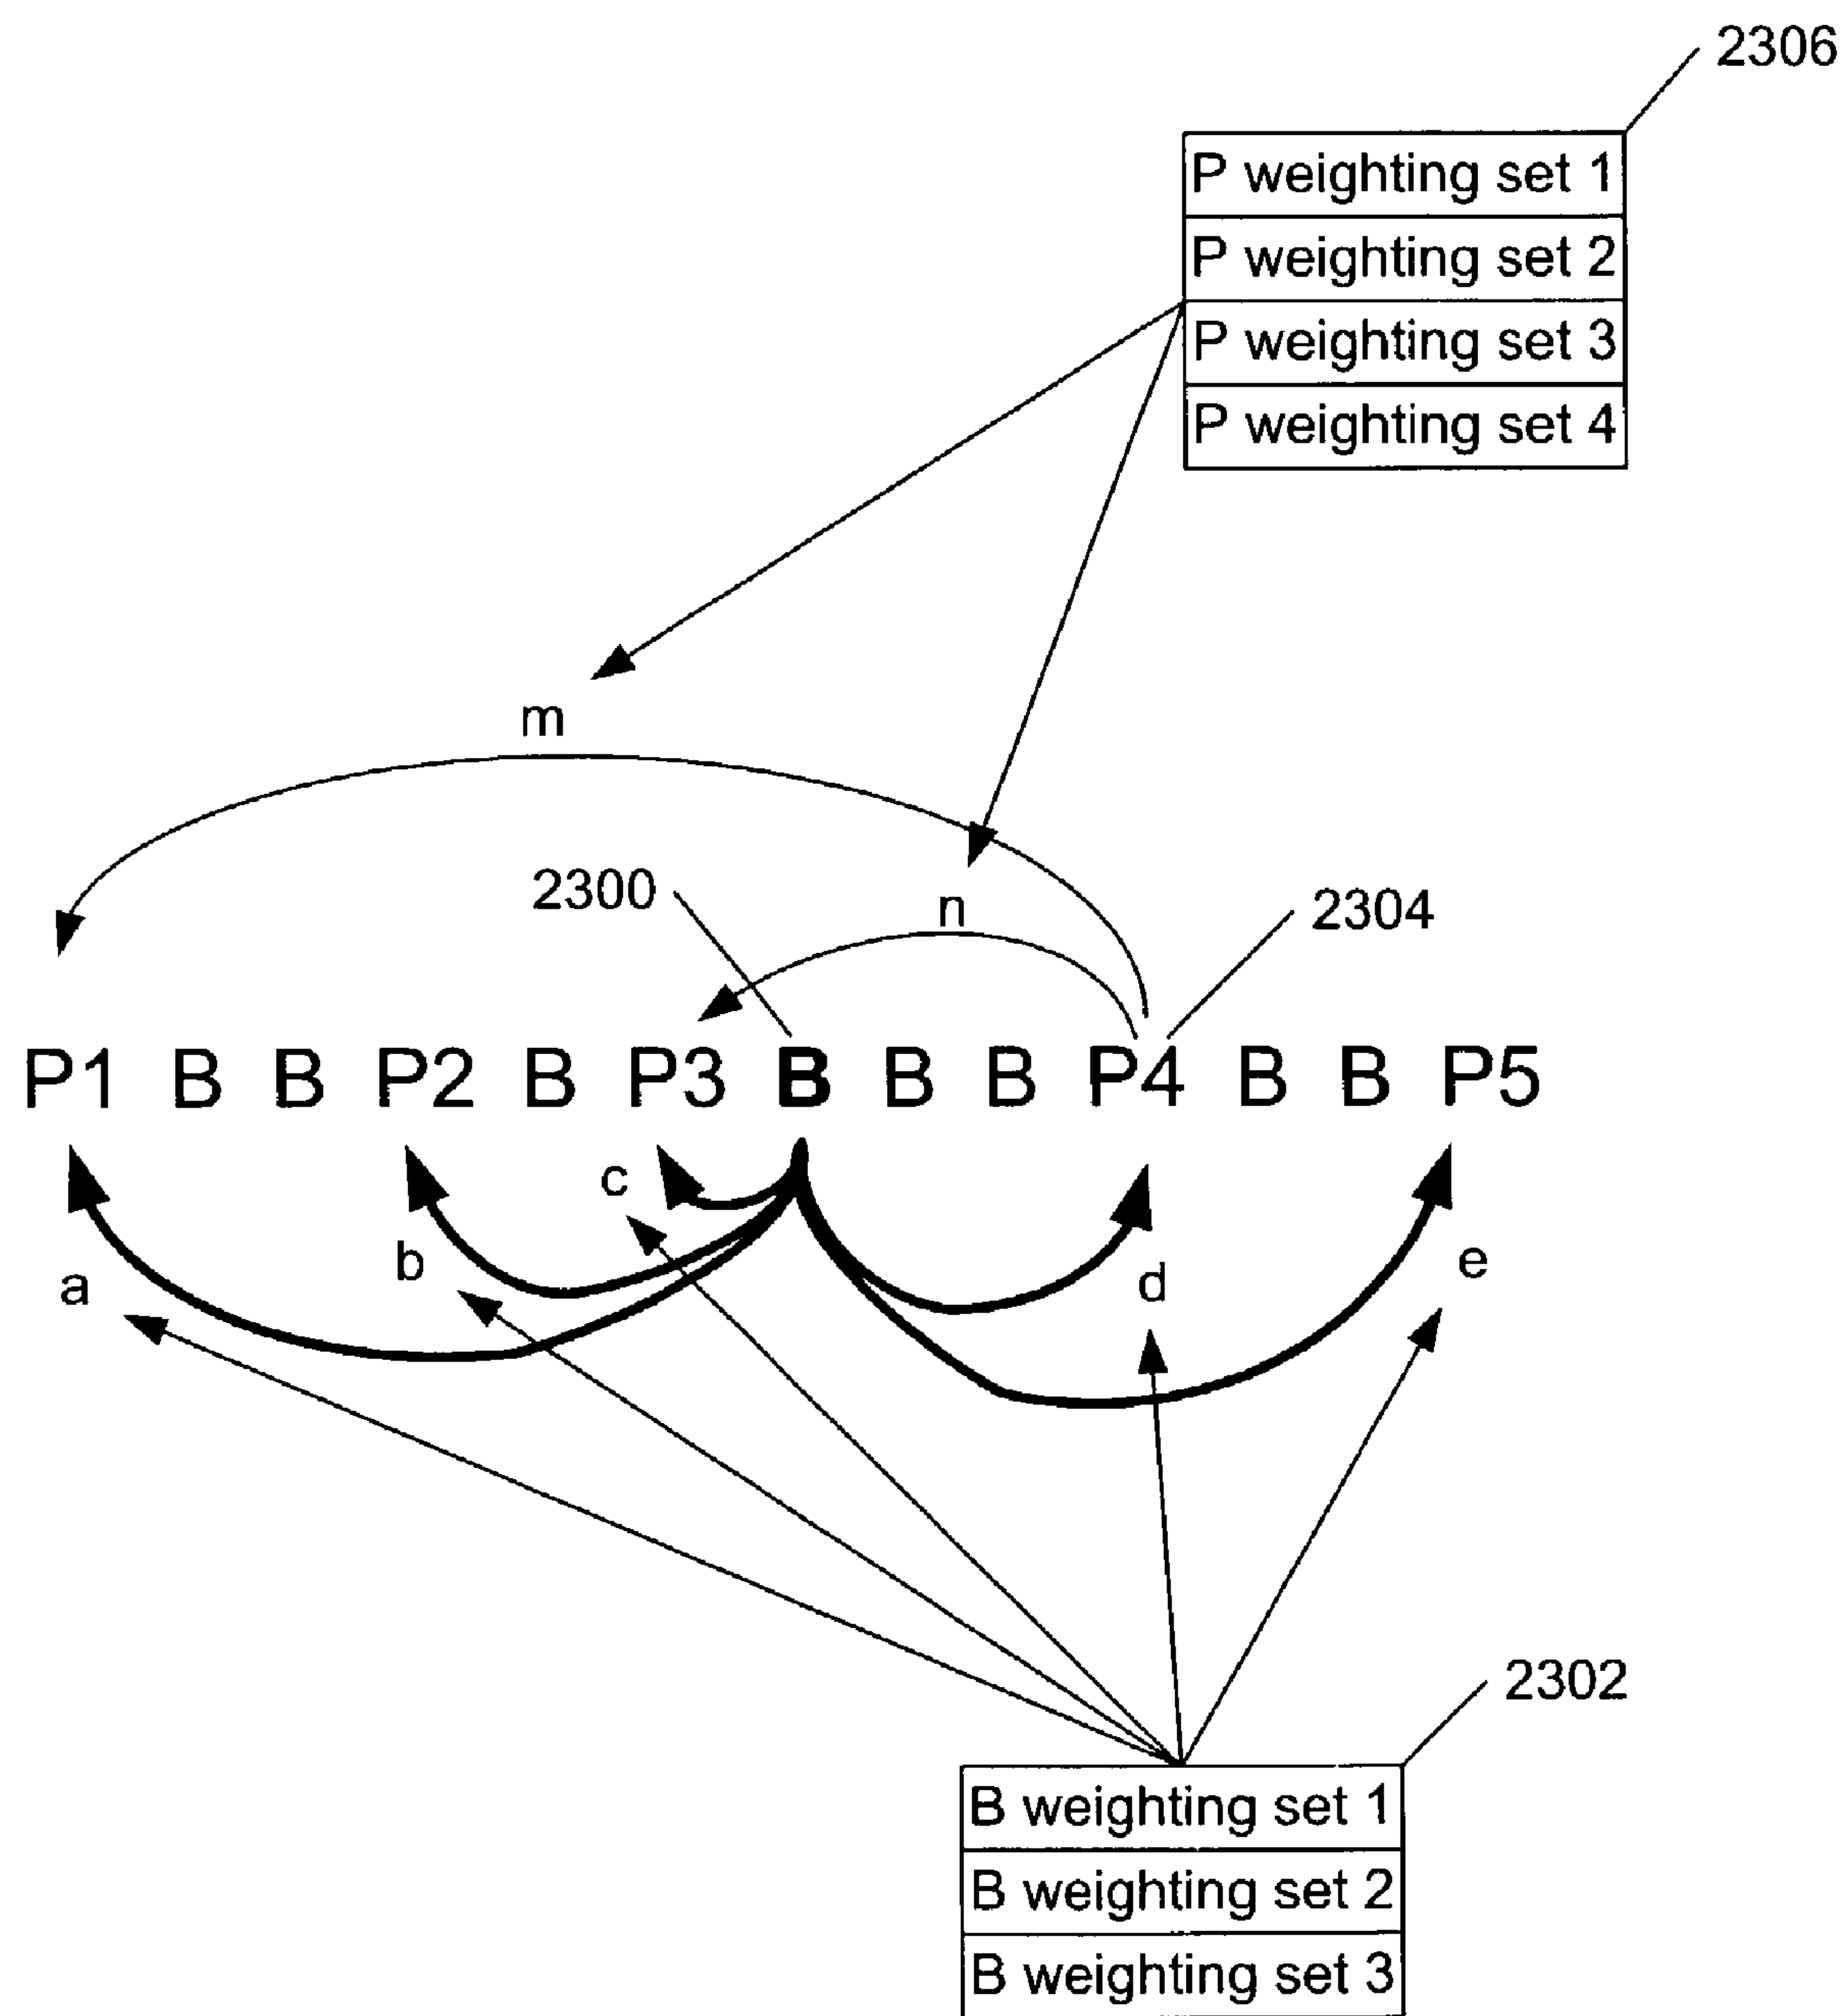 2306
P weighting set 1
P weighting set 2
P weighting set 3
P weighting set 4
m
2300
n
2304
P1 B B P2 B P3 B B B P4 B B P5
c
b
a
d
e
2302
B weighting set 1
B weighting set 2
B weighting set 3